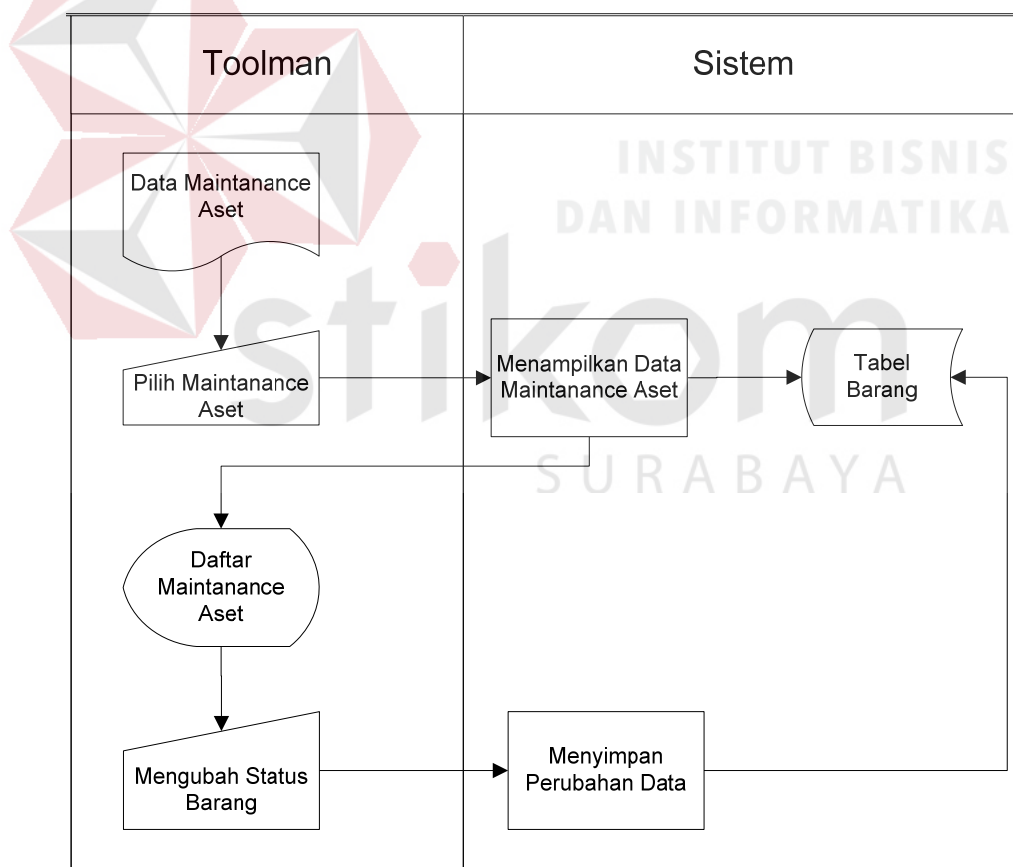 Toolman
Sistem
INSTITUT BISNIS
DAN INFORMATIKA
stikom
SURABAYA
Data Maintanance
Aset
Pilih Maintanance
Aset
Menampilkan Data
Maintanance Aset
Tabel
Barang
Daftar
Maintanance
Aset
Mengubah Status
Barang
Menyimpan
Perubahan Data